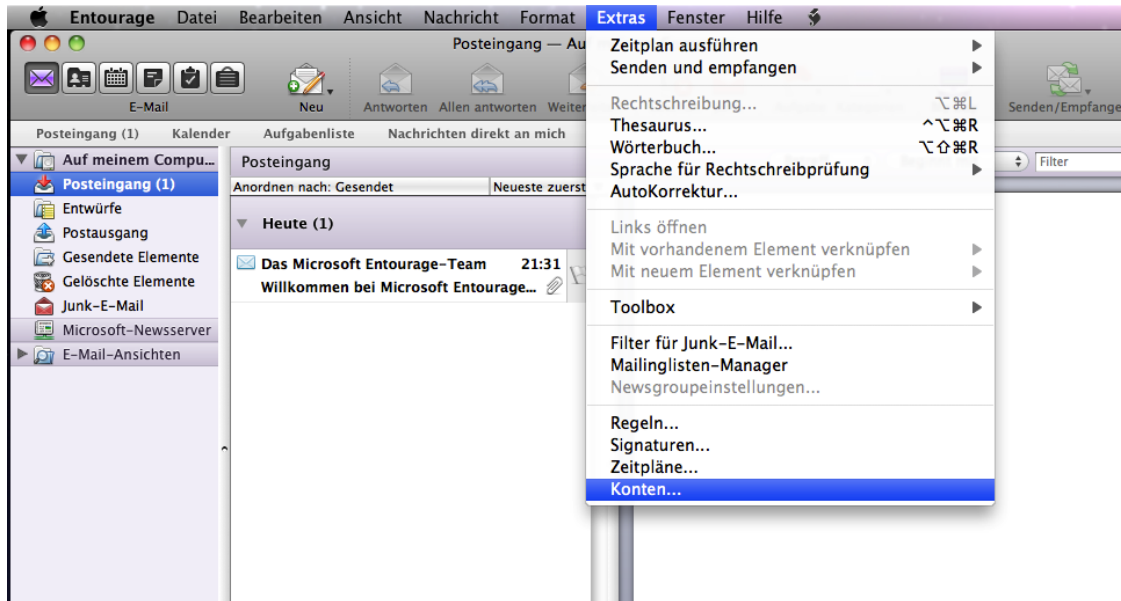 Entourage Datei Bearbeiten Ansicht Nachricht Format Extras Fenster Hilfe
Posteingang — Au
E-Mail
Neu Antworten Allen antworten Weiter Senden/Empfange
Posteingang (1) Kalender Aufgabenliste Nachrichten direkt an mich
Auf meinem Compu...
Posteingang (1)
Entwürfe
Postausgang
Gesendete Elemente
Gelöschte Elemente
Junk-E-Mail
Microsoft-Newsserver
E-Mail-Ansichten
Posteingang
Anordnen nach: Gesendet Neueste zuerst
Heute (1)
Das Microsoft Entourage-Team 21:31
Willkommen bei Microsoft Entourage...
Zeitplan ausführen
Senden und empfangen
Rechtschreibung... ⌥⌘L
Thesaurus... ^⌥⌘R
Wörterbuch... ⌥⇧⌘R
Sprache für Rechtschreibprüfung
AutoKorrektur...
Links öffnen
Mit vorhandenem Element verknüpfen
Mit neuem Element verknüpfen
Toolbox
Filter für Junk-E-Mail...
Mailinglisten-Manager
Newsgroupeinstellungen...
Regeln...
Signaturen...
Zeitpläne...
Konten...
Filter